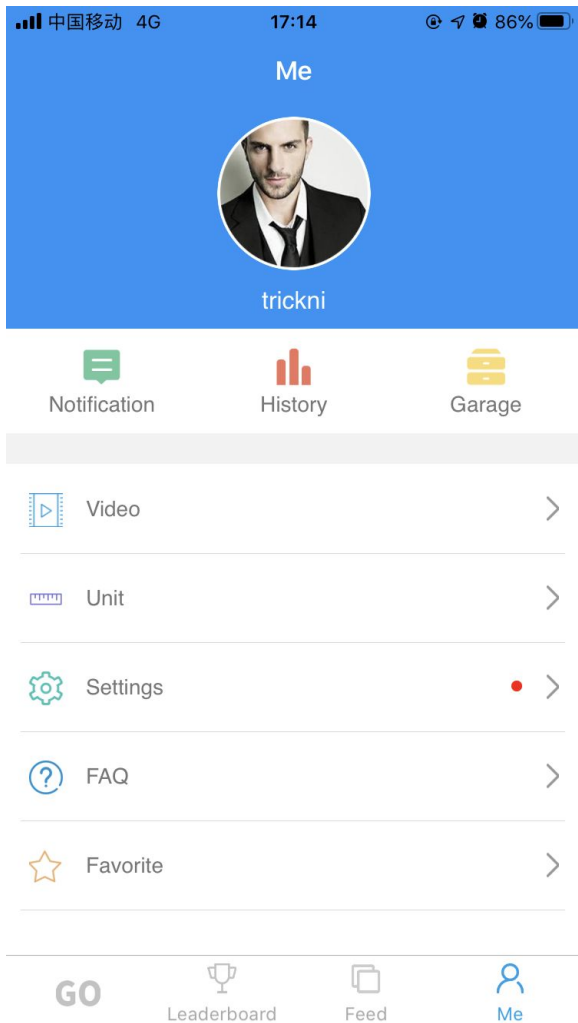 中国移动 4G 17:14 86%
Me
trickni
Notification History Garage
Video
Unit
Settings
FAQ
Favorite
GO Leaderboard Feed Me